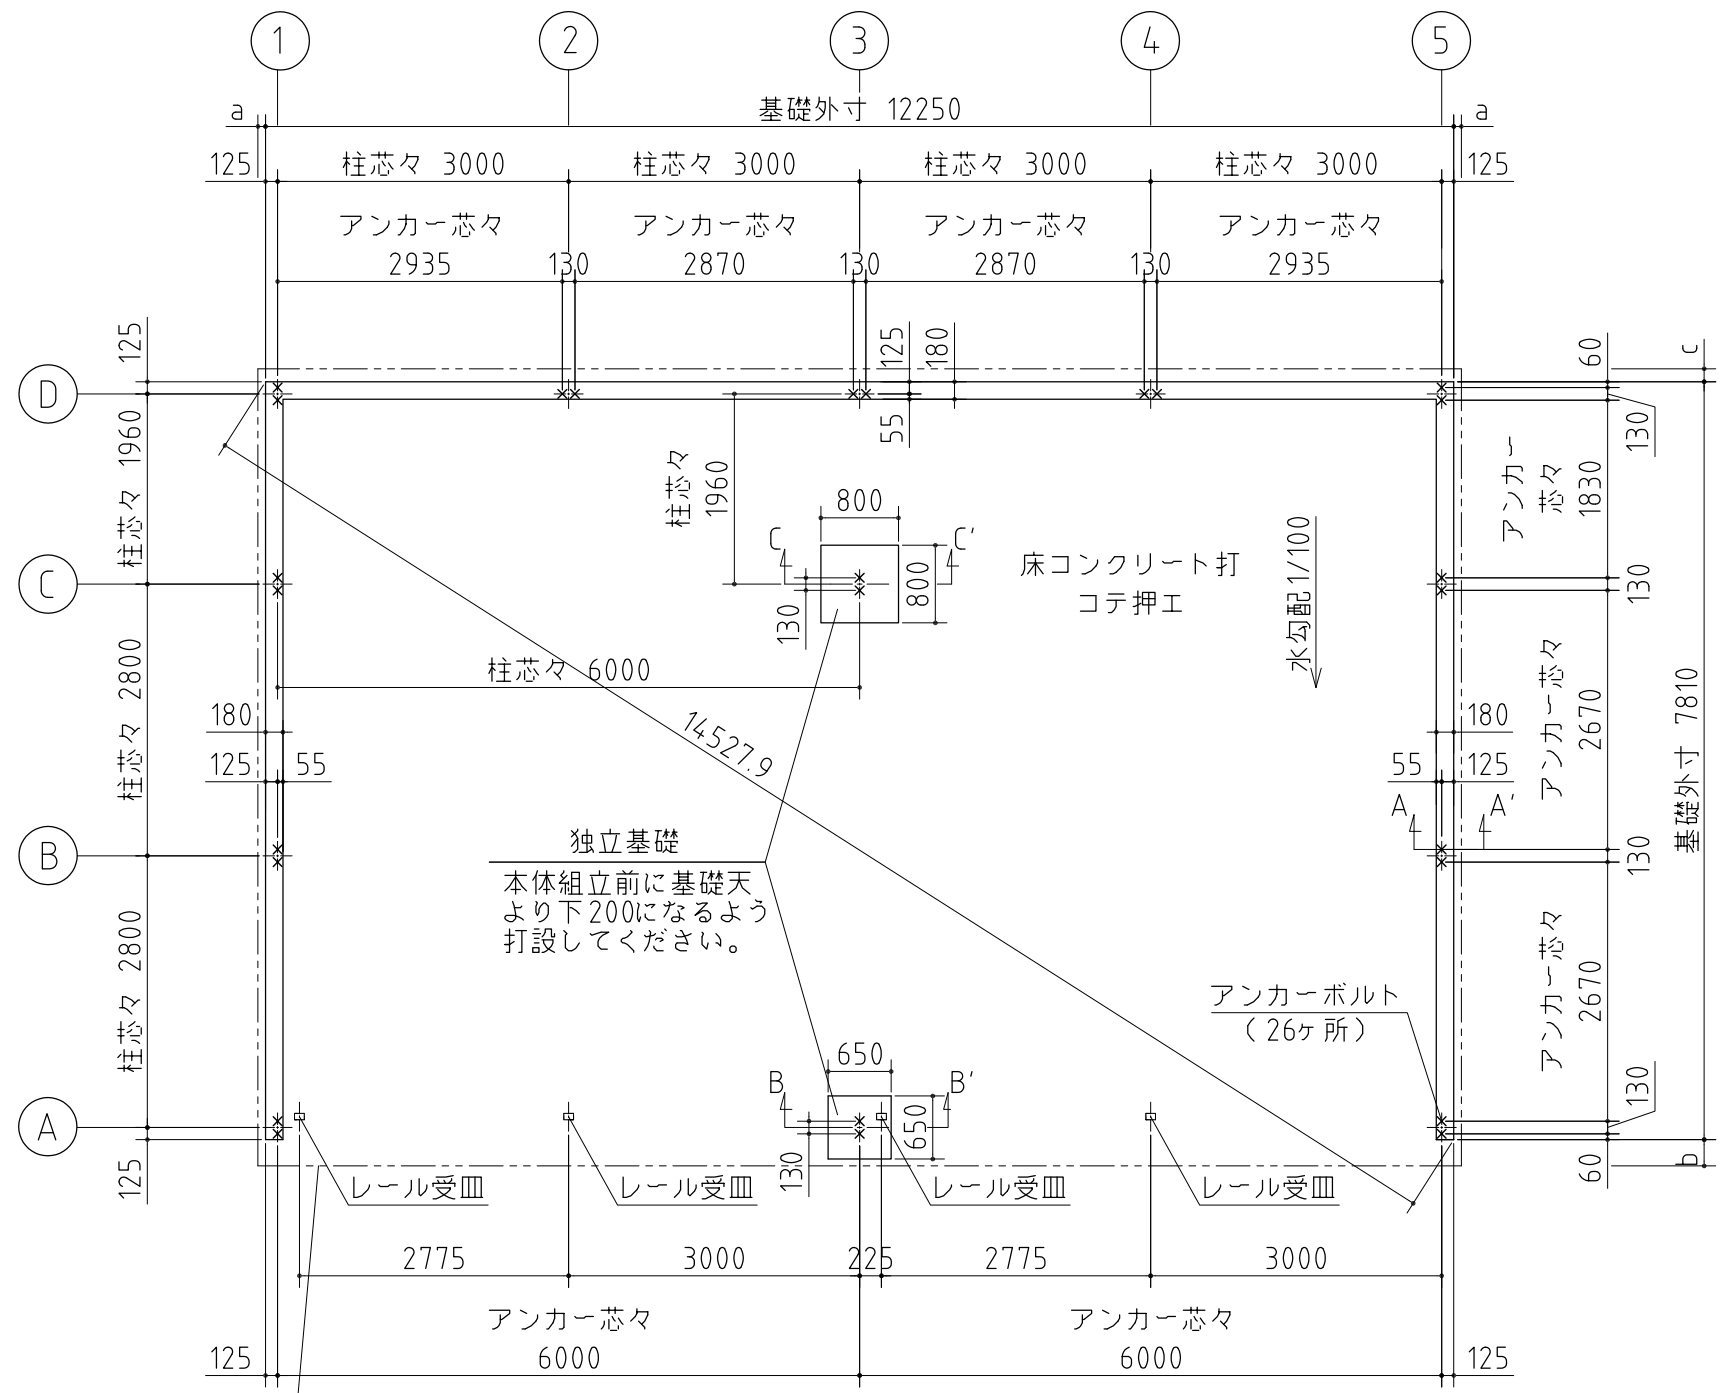 1 2 3 4 5
a 基礎外寸 12250 a
125 柱芯々 3000 柱芯々 3000 柱芯々 3000 柱芯々 3000 125
アンカー芯々 アンカー芯々 アンカー芯々 アンカー芯々
2935 130 2870 130 2870 130 2935
125 125 180 60 c
D
55 130
柱芯々 1960
柱芯々
1960
アンカー
芯々
1830
800
C C'
800
130
C
床コンクリート打
コテ押エ
水勾配1/100
130
柱芯々 6000
柱芯々 2800
アンカー芯々
2670
基礎外寸 7810
180 14527.9 180
125 55 55 125
A A'
B
独立基礎
130
本体組立前に基礎天
より下200になるよう
打設してください。
柱芯々 2800
アンカー芯々
2670
アンカーボルト
(26ヶ所)
650
B B'
650
130
130
A
125 60 b
レール受皿 レール受皿 レール受皿 レール受皿
2775 3000 225 2775 3000
アンカー芯々 アンカー芯々
125 6000 6000 125